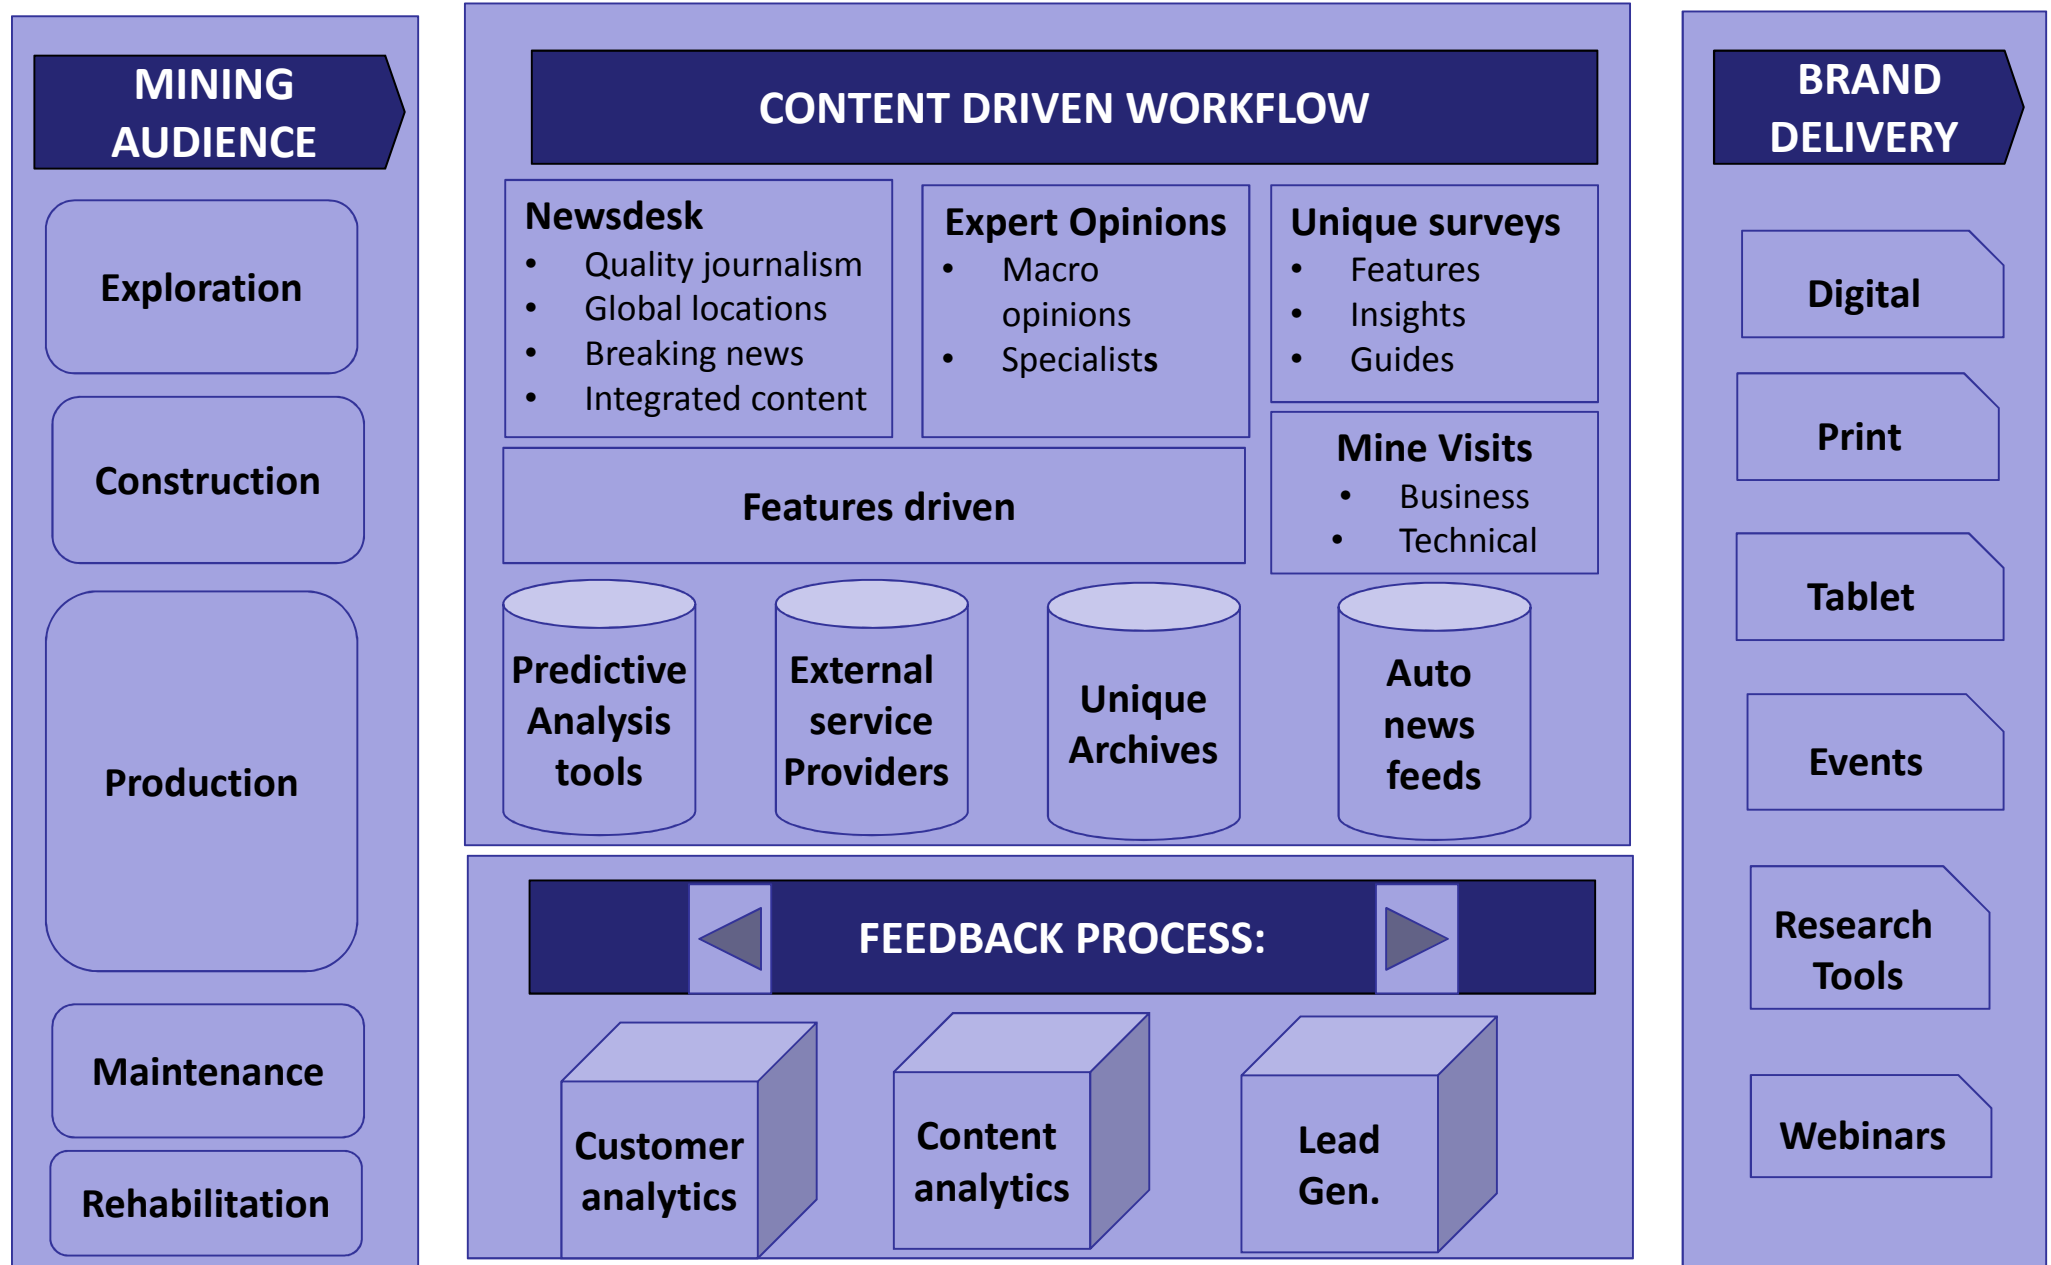 MINING
AUDIENCE
Exploration
Construction
Production
Maintenance
Rehabilitation
CONTENT DRIVEN WORKFLOW
Newsdesk
• Quality journalism
• Global locations
• Breaking news
• Integrated content
Expert Opinions
• Macro
opinions
• Specialists
Unique surveys
• Features
• Insights
• Guides
Features driven
Mine Visits
• Business
• Technical
Predictive
Analysis
tools
External
service
Providers
Unique
Archives
Auto
news
feeds
FEEDBACK PROCESS:
Customer
analytics
Content
analytics
Lead
Gen.
BRAND
DELIVERY
Digital
Print
Tablet
Events
Research
Tools
Webinars